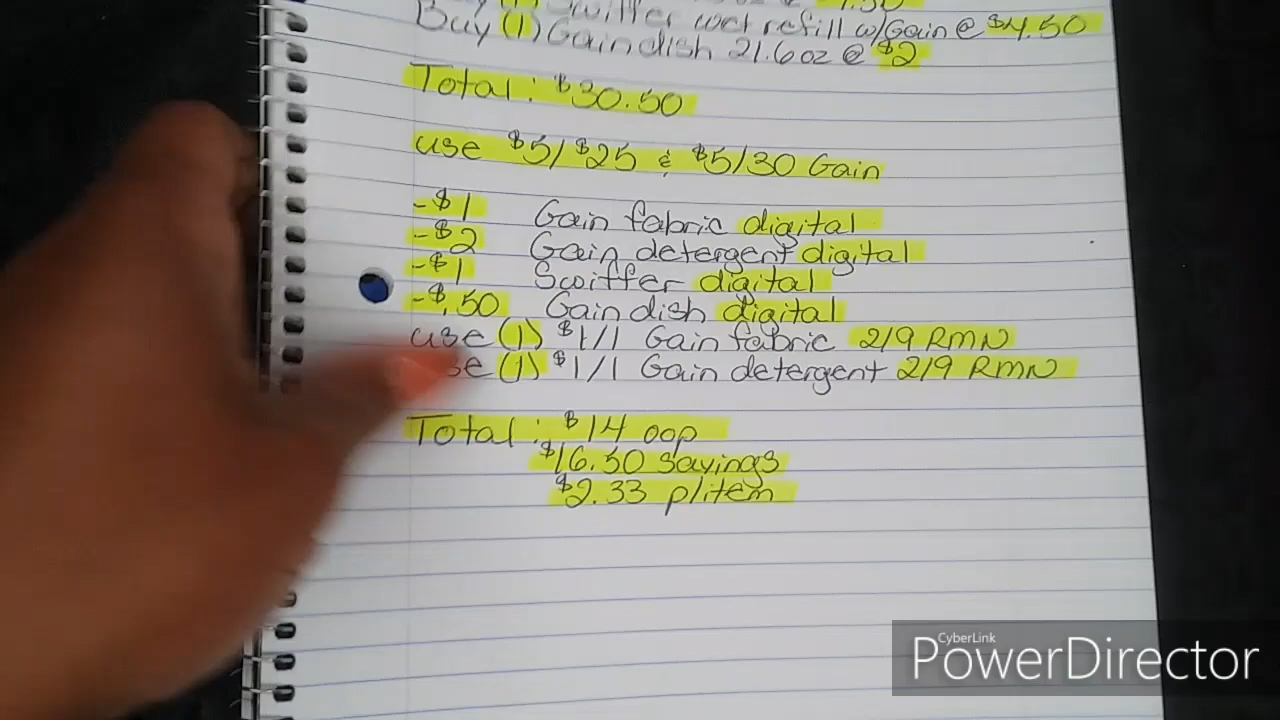 Buy (1) Swiffer wet refill w/Gain @ $4.50
Buy (1) Gain dish 21.6oz @ $2
Total: $30.50
use $5/$25 & $5/30 Gain
-$1 Gain fabric digital
-$2 Gain detergent digital
-$1 Swiffer digital
-$.50 Gain dish digital
use (1) $1/1 Gain fabric 2/9 RMN
se (1) $1/1 Gain detergent 2/9 RMN
Total: $14 oop
$16.50 savings
$2.33 p/item
CyberLink
PowerDirector